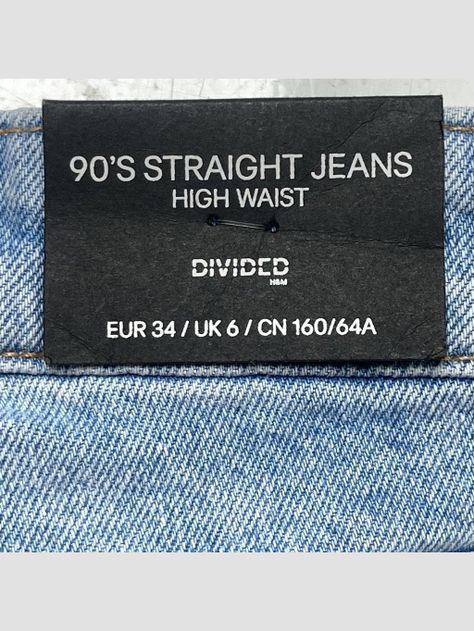 90'S STRAIGHT JEANS
HIGH WAIST
DIVIDED
H&M
EUR 34 / UK 6 / CN 160/64A